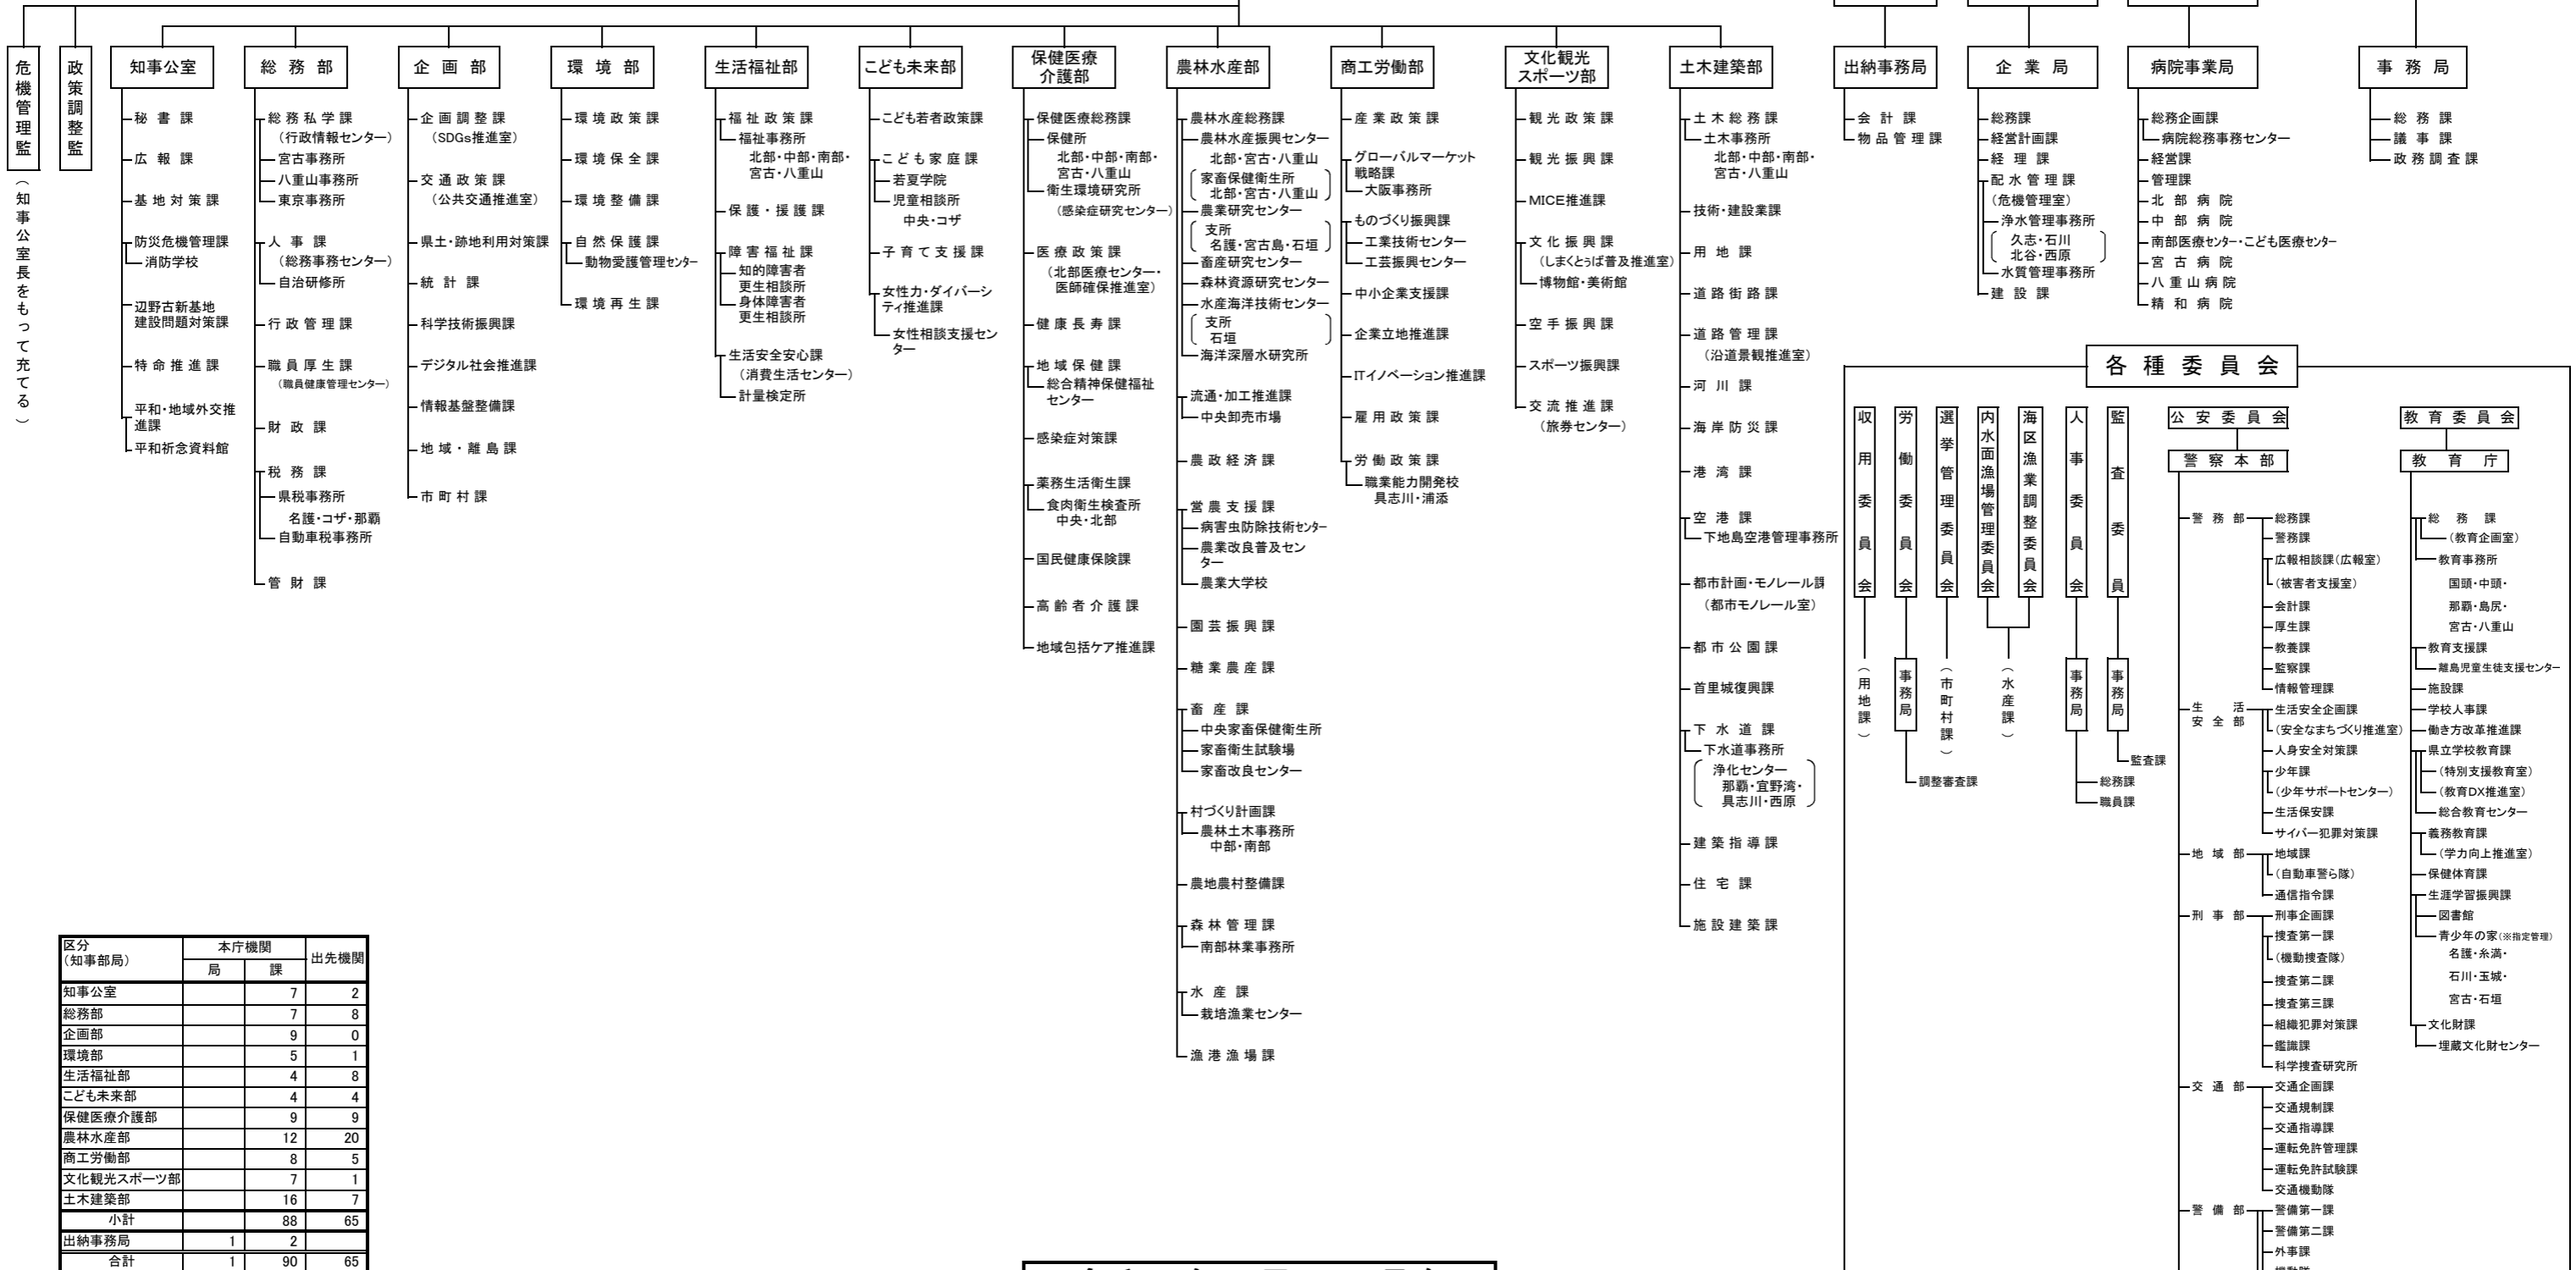 危機管理監
（知事公室長をもって充てる）
政策調整監
知事公室
秘書課
広報課
基地対策課
防災危機管理課
消防学校
辺野古新基地
建設問題対策課
特命推進課
平和・地域外交推
進課
平和祈念資料館
総務部
総務私学課
（行政情報センター）
宮古事務所
八重山事務所
東京事務所
人事課
（総務事務センター）
自治研修所
行政管理課
職員厚生課
（職員健康管理センター）
財政課
税務課
県税事務所
名護・コザ・那覇
自動車税事務所
管財課
企画部
企画調整課
（SDGs推進室）
交通政策課
（公共交通推進室）
県土・跡地利用対策課
統計課
科学技術振興課
デジタル社会推進課
情報基盤整備課
地域・離島課
市町村課
環境部
環境政策課
環境保全課
環境整備課
自然保護課
動物愛護管理センター
環境再生課
生活福祉部
福祉政策課
福祉事務所
北部・中部・南部・
宮古・八重山
保護・援護課
障害福祉課
知的障害者
更生相談所
身体障害者
更生相談所
生活安全安心課
（消費生活センター）
計量検定所
こども未来部
こども若者政策課
こども家庭課
若夏学院
児童相談所
中央・コザ
子育て支援課
女性力・ダイバーシ
ティ推進課
女性相談支援セン
ター
保健医療
介護部
保健医療総務課
保健所
北部・中部・南部・
宮古・八重山
衛生環境研究所
（感染症研究センター）
医療政策課
（北部医療センター・
医師確保推進室）
健康長寿課
地域保健課
総合精神保健福祉
センター
感染症対策課
薬務生活衛生課
食肉衛生検査所
中央・北部
国民健康保険課
高齢者介護課
地域包括ケア推進課
農林水産部
農林水産総務課
農林水産振興センター
北部・宮古・八重山
家畜保健衛生所
北部・宮古・八重山
農業研究センター
支所
名護・宮古島・石垣
畜産研究センター
森林資源研究センター
水産海洋技術センター
支所
石垣
海洋深層水研究所
流通・加工推進課
中央卸売市場
農政経済課
営農支援課
病害虫防除技術センター
農業改良普及セン
ター
農業大学校
園芸振興課
糖業農産課
畜産課
中央家畜保健衛生所
家畜衛生試験場
家畜改良センター
村づくり計画課
農林土木事務所
中部・南部
農地農村整備課
森林管理課
南部林業事務所
水産課
栽培漁業センター
漁港漁場課
商工労働部
産業政策課
グローバルマーケット
戦略課
大阪事務所
ものづくり振興課
工業技術センター
工芸振興センター
中小企業支援課
企業立地推進課
ITイノベーション推進課
雇用政策課
労働政策課
職業能力開発校
具志川・浦添
文化観光
スポーツ部
観光政策課
観光振興課
MICE推進課
文化振興課
（しまくとぅば普及推進室）
博物館・美術館
空手振興課
スポーツ振興課
交流推進課
（旅券センター）
土木建築部
土木総務課
土木事務所
北部・中部・南部・
宮古・八重山
技術・建設業課
用地課
道路街路課
道路管理課
（沿道景観推進室）
河川課
海岸防災課
港湾課
空港課
下地島空港管理事務所
都市計画・モノレール課
（都市モノレール室）
都市公園課
首里城復興課
下水道課
下水道事務所
浄化センター
那覇・宜野湾・
具志川・西原
建築指導課
住宅課
施設建築課
出納事務局
会計課
物品管理課
企業局
総務課
経営計画課
経理課
配水管理課
（危機管理室）
浄水管理事務所
久志・石川
北谷・西原
水質管理事務所
建設課
病院事業局
総務企画課
病院総務事務センター
経営課
管理課
北部病院
中部病院
南部医療センター・こども医療センター
宮古病院
八重山病院
精和病院
事務局
総務課
議事課
政務調査課
各種委員会
収用委員会
（用地課）
労働委員会
事務局
調整審査課
選挙管理委員会
（市町村課）
内水面漁場管理委員会
海区漁業調整委員会
（水産課）
人事委員会
事務局
総務課
職員課
監査委員
事務局
監査課
公安委員会
警察本部
警務部
総務課
警務課
広報相談課（広報室）
（被害者支援室）
会計課
厚生課
教養課
監察課
情報管理課
生活
安全部
生活安全企画課
（安全なまちづくり推進室）
人身安全対策課
少年課
（少年サポートセンター）
生活保安課
サイバー犯罪対策課
地域部
地域課
（自動車警ら隊）
通信指令課
刑事部
刑事企画課
捜査第一課
（機動捜査隊）
捜査第二課
捜査第三課
組織犯罪対策課
鑑識課
科学捜査研究所
交通部
交通企画課
交通規制課
交通指導課
運転免許管理課
運転免許試験課
交通機動隊
警備部
警備第一課
警備第二課
外事課
教育委員会
教育庁
総務課
（教育企画室）
教育事務所
国頭・中頭・
那覇・島尻・
宮古・八重山
教育支援課
離島児童生徒支援センター
施設課
学校人事課
働き方改革推進課
県立学校教育課
（特別支援教育室）
（教育DX推進室）
総合教育センター
義務教育課
（学力向上推進室）
保健体育課
生涯学習振興課
図書館
青少年の家（※指定管理）
名護・糸満・
石川・玉城・
宮古・石垣
文化財課
埋蔵文化財センター
区分 本庁機関 出先機関
（知事部局） 局 課
知事公室 7 2
総務部 7 8
企画部 9 0
環境部 5 1
生活福祉部 4 8
こども未来部 4 4
保健医療介護部 9 9
農林水産部 12 20
商工労働部 8 5
文化観光スポーツ部 7 1
土木建築部 16 7
小計 88 65
出納事務局 1 2
合計 1 90 65